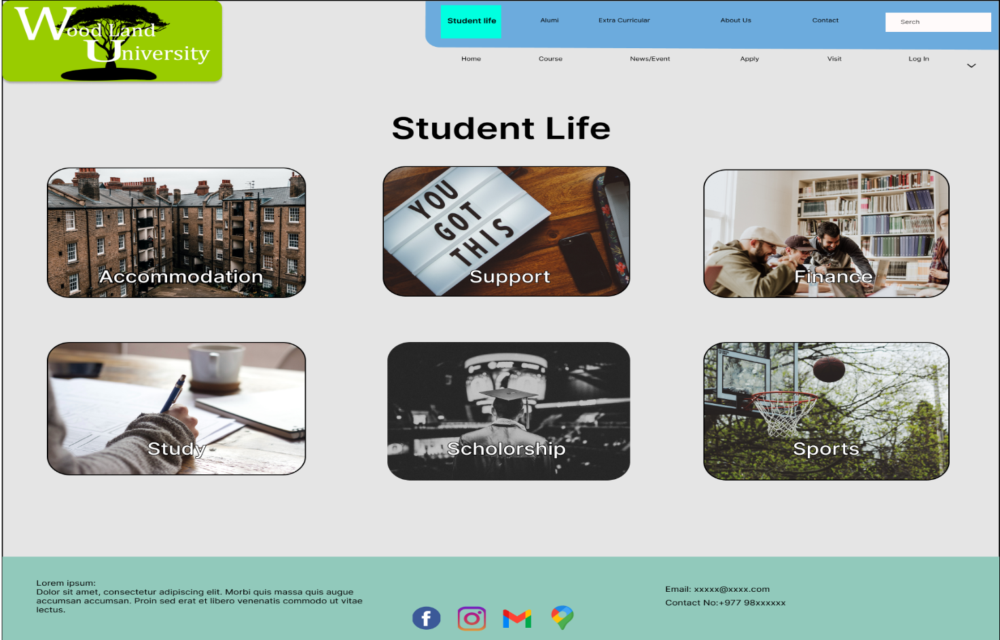 Wood Land
University
Student life
Alumi
Extra Curricular
About Us
Contact
Serch
Home
Course
News/Event
Apply
Visit
Log In
Student Life
Accommodation
YOU
GOT
THIS
Support
Finance
Study
Scholorship
Sports
Lorem ipsum:
Dolor sit amet, consectetur adipiscing elit. Morbi quis massa quis augue
accumsan accumsan. Proin sed erat et libero venenatis commodo ut vitae
lectus.
Email: xxxxx@xxxx.com
Contact No:+977 98xxxxxx